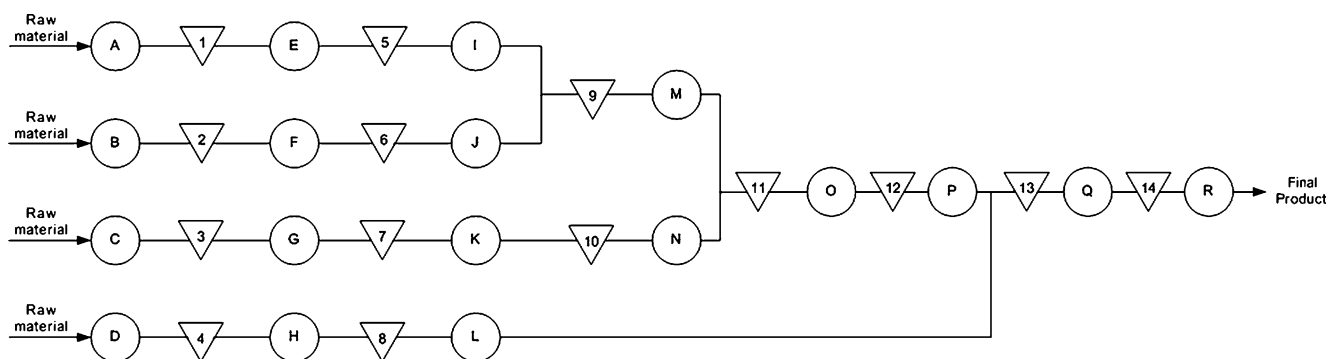 Raw
material
A
1
E
5
I
9
M
Raw
material
B
2
F
6
J
11
O
12
P
13
Q
14
R
Final
Product
Raw
material
C
3
G
7
K
10
N
Raw
material
D
4
H
8
L